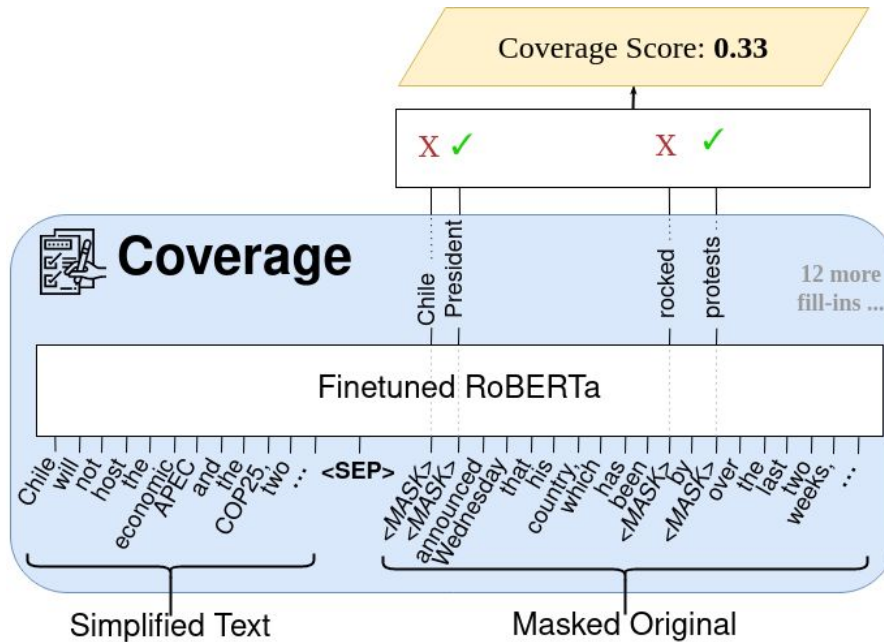 Coverage Score: 0.33
X ✓ X ✓
Coverage
Chile
President
rocked
protests
12 more
fill-ins ...
Finetuned RoBERTa
Chile will not host the economic APEC and the COP25, two ... <SEP> <MASK> <MASK> announced Wednesday that his country, which has been <MASK> by <MASK> over the last two weeks, ...
Simplified Text
Masked Original